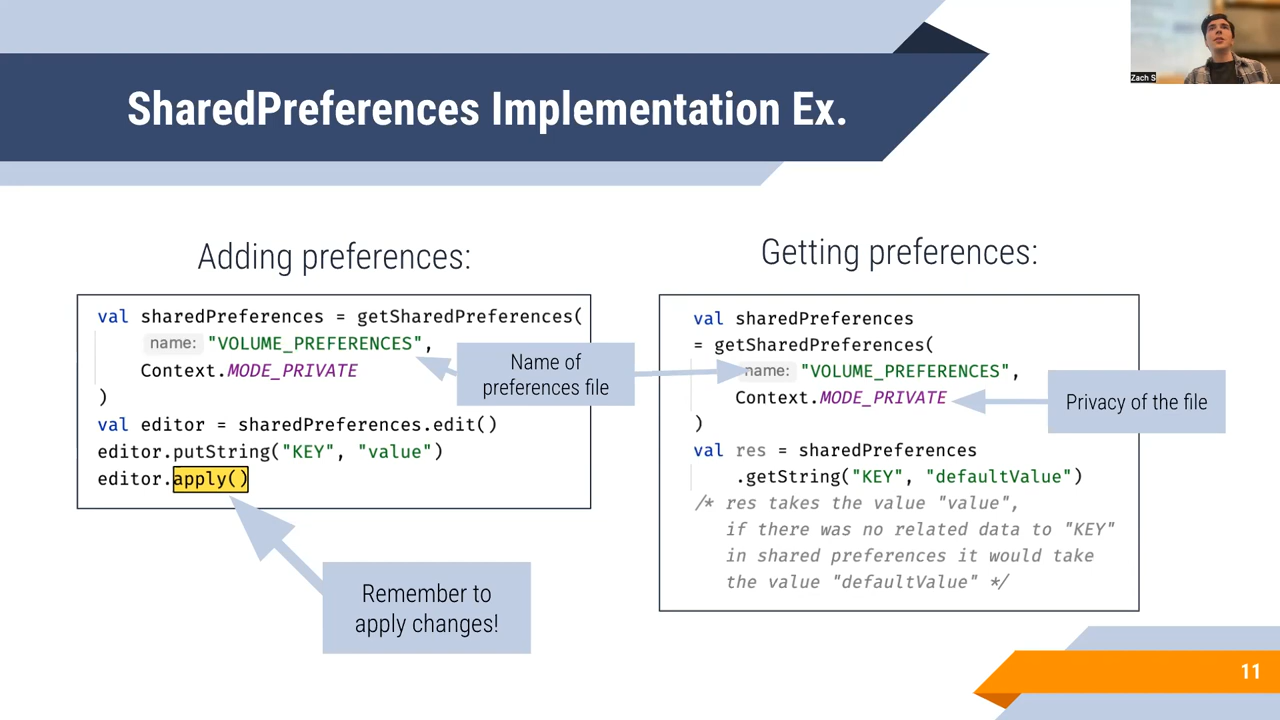 Zach S
SharedPreferences Implementation Ex.
Adding preferences:
val sharedPreferences = getSharedPreferences(
name: "VOLUME_PREFERENCES",
Context.MODE_PRIVATE
)
val editor = sharedPreferences.edit()
editor.putString("KEY", "value")
editor.apply()
Name of
preferences file
Remember to
apply changes!
Getting preferences:
val sharedPreferences
= getSharedPreferences(
name: "VOLUME_PREFERENCES",
Context.MODE_PRIVATE
)
val res = sharedPreferences
.getString("KEY", "defaultValue")
/* res takes the value "value",
if there was no related data to "KEY"
in shared preferences it would take
the value "defaultValue" */
Privacy of the file
11